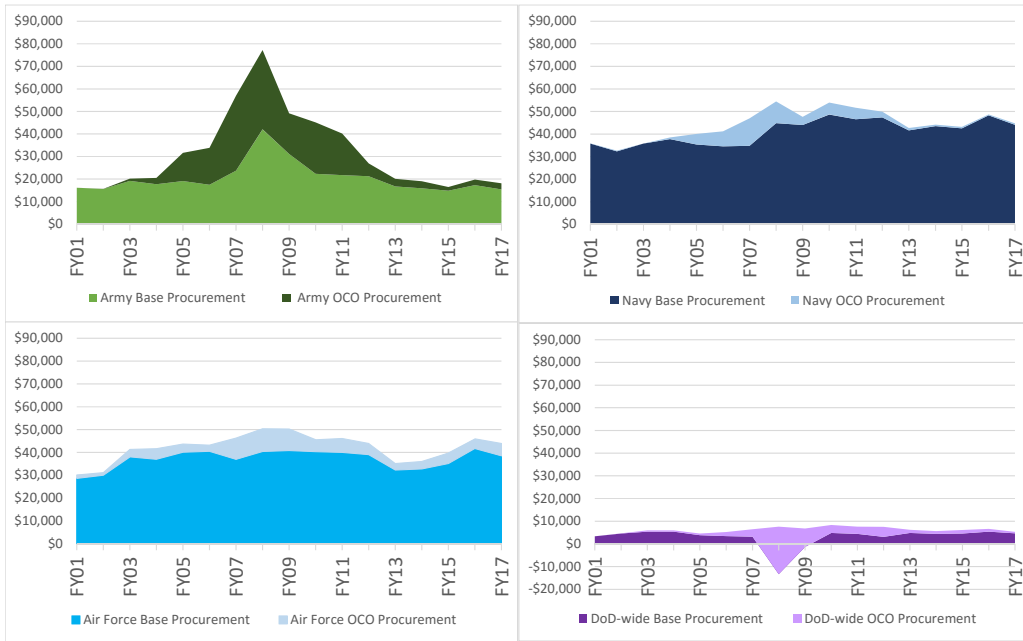 $90,000
$80,000
$70,000
$60,000
$50,000
$40,000
$30,000
$20,000
$10,000
$0
FY01
FY03
FY05
FY07
FY09
FY11
FY13
FY15
FY17
Army Base Procurement
Army OCO Procurement
$90,000
$80,000
$70,000
$60,000
$50,000
$40,000
$30,000
$20,000
$10,000
$0
FY01
FY03
FY05
FY07
FY09
FY11
FY13
FY15
FY17
Navy Base Procurement
Navy OCO Procurement
$90,000
$80,000
$70,000
$60,000
$50,000
$40,000
$30,000
$20,000
$10,000
$0
FY01
FY03
FY05
FY07
FY09
FY11
FY13
FY15
FY17
Air Force Base Procurement
Air Force OCO Procurement
$90,000
$80,000
$70,000
$60,000
$50,000
$40,000
$30,000
$20,000
$10,000
$0
-$10,000
-$20,000
FY01
FY03
FY05
FY07
FY09
FY11
FY13
FY15
FY17
DoD-wide Base Procurement
DoD-wide OCO Procurement